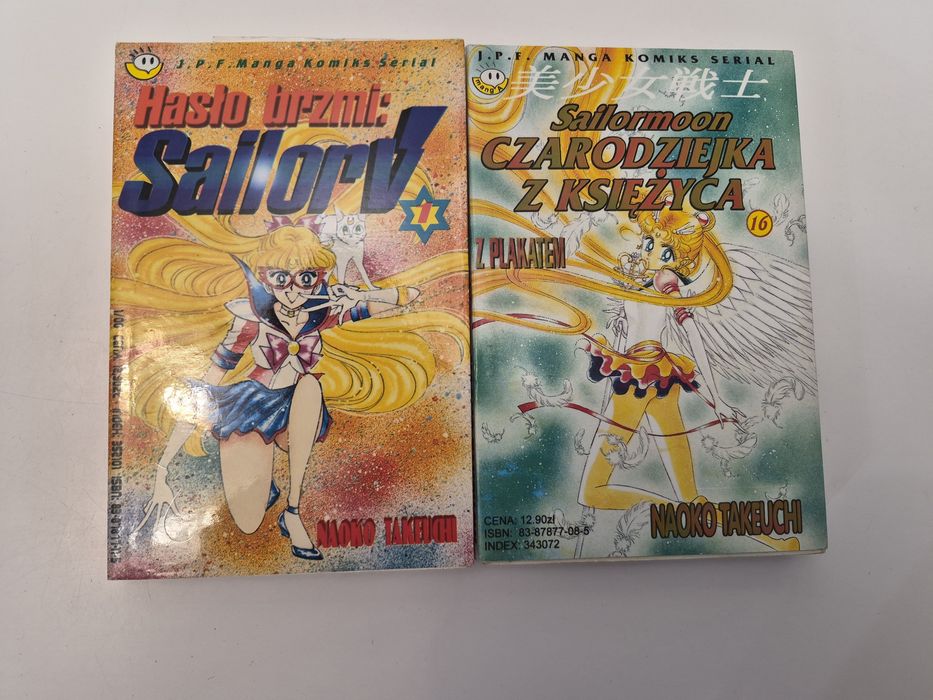 J.P.F. Manga Komiks Serial
Hasło brzmi:
Sailor V
1
NAOKO TAKEUCHI
J.P.F. MANGA KOMIKS SERIAL
mangA
美少女戦士
Sailormoon
CZARODZIEJKA
Z KSIĘŻYCA
16
Z PLAKATEM
CENA: 12.90zł
ISBN: 83-87877-08-5
INDEX: 343072
NAOKO TAKEUCHI